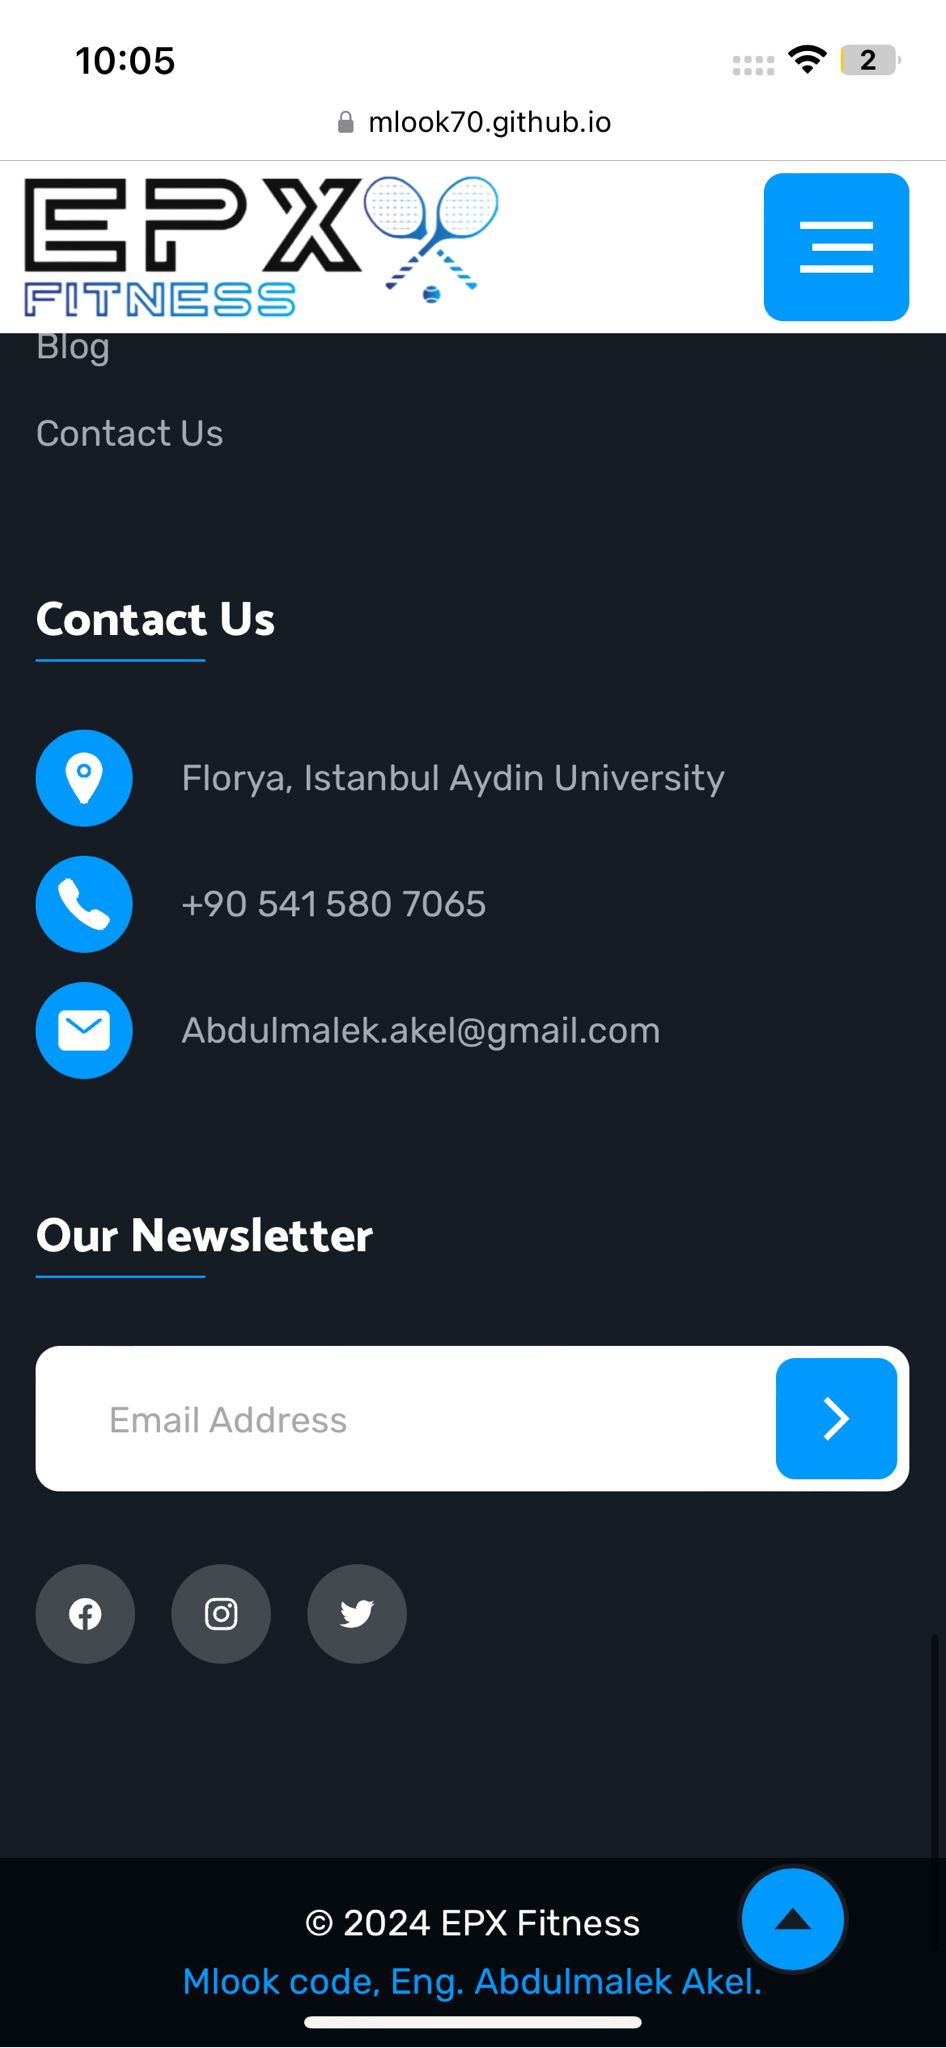 10:05
2
mlook70.github.io
EPX
FITNESS
Blog
Contact Us
Contact Us
Florya, Istanbul Aydin University
+90 541 580 7065
Abdulmalek.akel@gmail.com
Our Newsletter
Email Address
© 2024 EPX Fitness
Mlook code, Eng. Abdulmalek Akel.